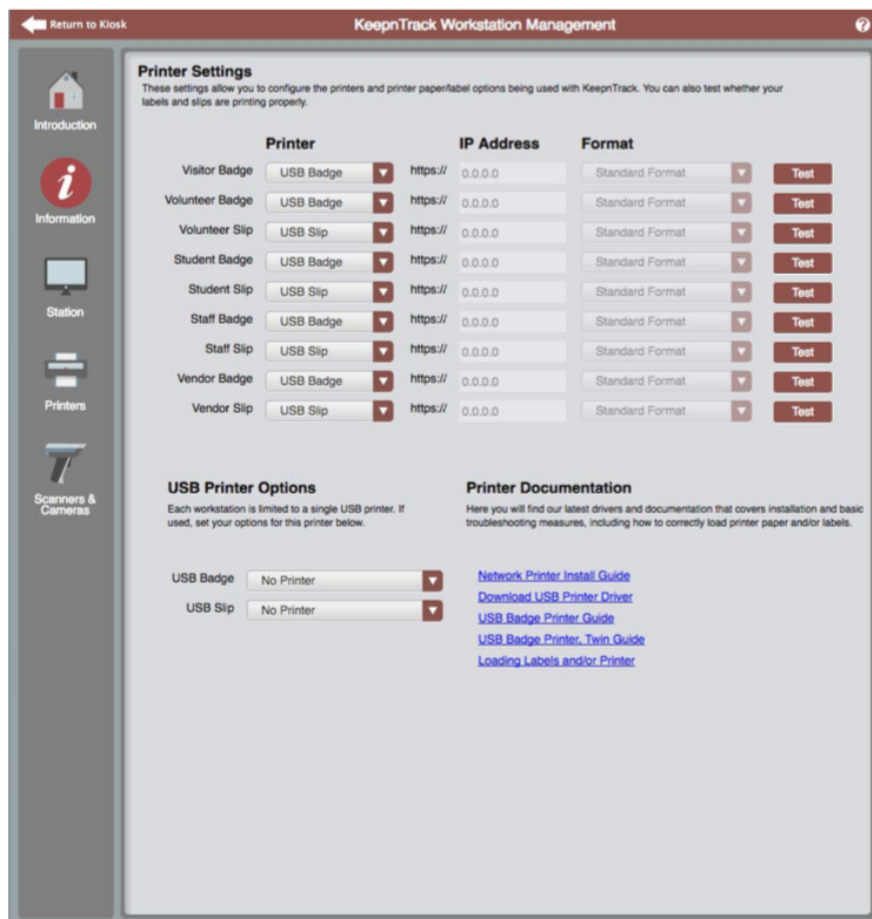 Return to Kiosk
KeepnTrack Workstation Management
?
Introduction
i
Information
Station
Printers
Scanners &
Cameras
Printer Settings
These settings allow you to configure the printers and printer paper/label options being used with KeepnTrack. You can also test whether your
labels and slips are printing properly.
Printer IP Address Format
Visitor Badge USB Badge https:// 0.0.0.0 Standard Format Test
Volunteer Badge USB Badge https:// 0.0.0.0 Standard Format Test
Volunteer Slip USB Slip https:// 0.0.0.0 Standard Format Test
Student Badge USB Badge https:// 0.0.0.0 Standard Format Test
Student Slip USB Slip https:// 0.0.0.0 Standard Format Test
Staff Badge USB Badge https:// 0.0.0.0 Standard Format Test
Staff Slip USB Slip https:// 0.0.0.0 Standard Format Test
Vendor Badge USB Badge https:// 0.0.0.0 Standard Format Test
Vendor Slip USB Slip https:// 0.0.0.0 Standard Format Test
USB Printer Options
Each workstation is limited to a single USB printer. If
used, set your options for this printer below.
USB Badge No Printer
USB Slip No Printer
Printer Documentation
Here you will find our latest drivers and documentation that covers installation and basic
troubleshooting measures, including how to correctly load printer paper and/or labels.
Network Printer Install Guide
Download USB Printer Driver
USB Badge Printer Guide
USB Badge Printer, Twin Guide
Loading Labels and/or Printer